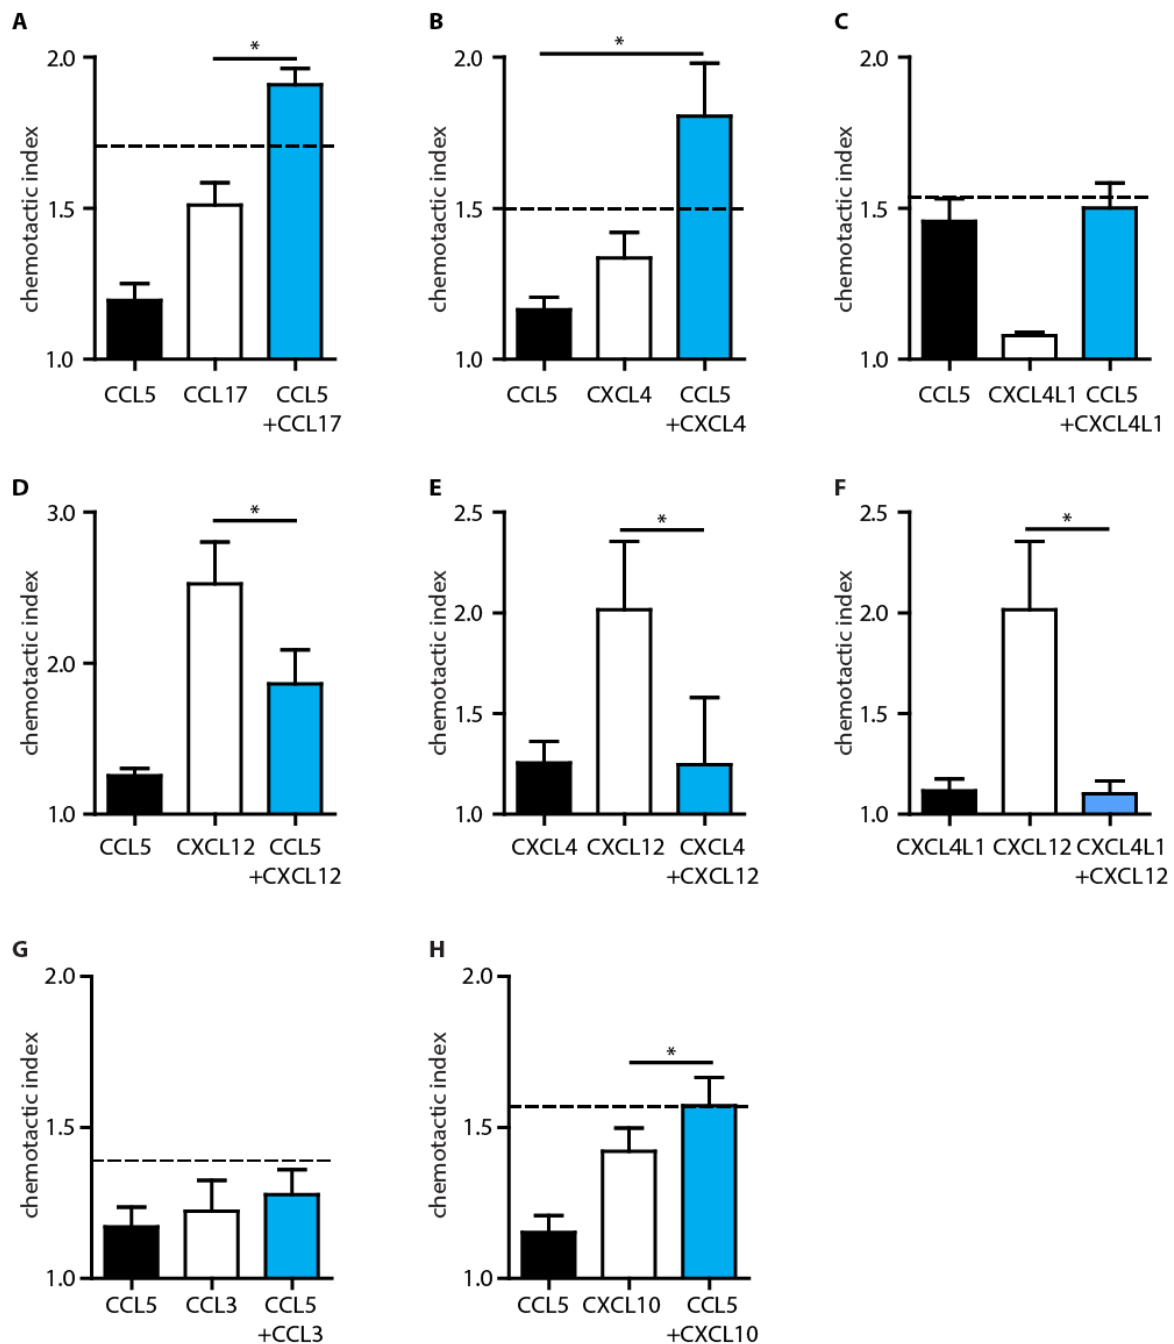 A
chemotactic index
2.0
1.5
1.0
*
CCL5 CCL17 CCL5
+CCL17
B
chemotactic index
2.0
1.5
1.0
*
CCL5 CXCL4 CCL5
+CXCL4
C
chemotactic index
2.0
1.5
1.0
CCL5 CXCL4L1 CCL5
+CXCL4L1
D
chemotactic index
3.0
2.0
1.0
*
CCL5 CXCL12 CCL5
+CXCL12
E
chemotactic index
2.5
2.0
1.5
1.0
*
CXCL4 CXCL12 CXCL4
+CXCL12
F
chemotactic index
2.5
2.0
1.5
1.0
*
CXCL4L1 CXCL12 CXCL4L1
+CXCL12
G
chemotactic index
2.0
1.5
1.0
CCL5 CCL3 CCL5
+CCL3
H
chemotactic index
2.0
1.5
1.0
*
CCL5 CXCL10 CCL5
+CXCL10